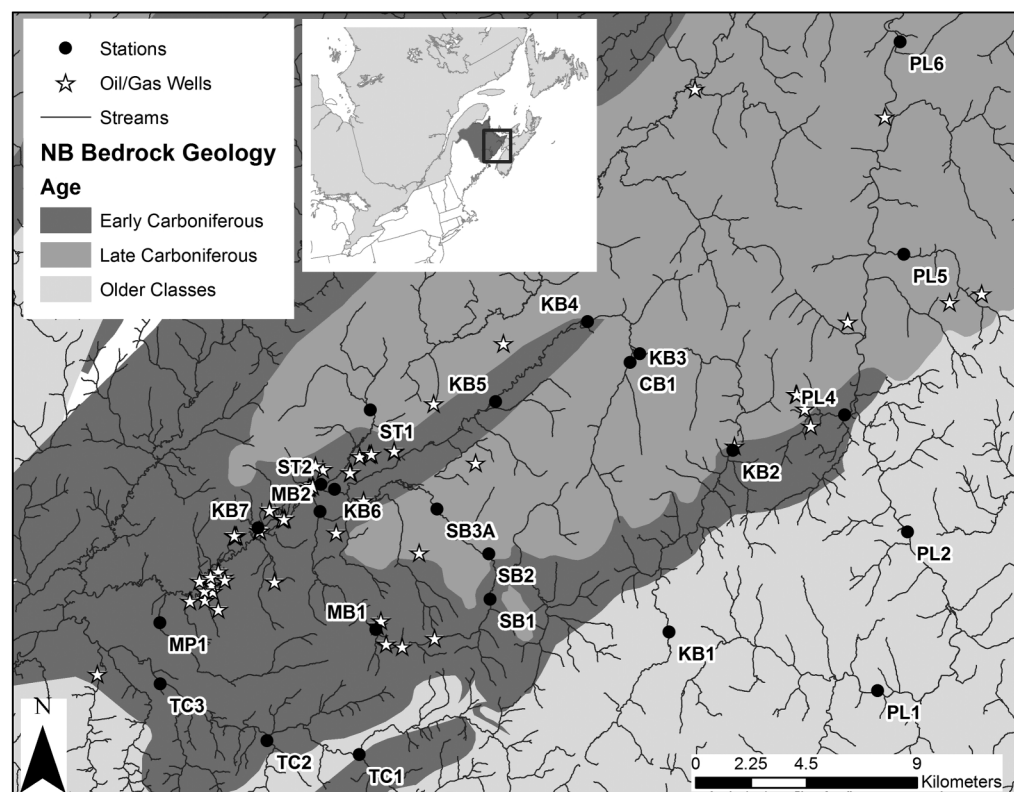 Stations
Oil/Gas Wells
Streams
NB Bedrock Geology
Age
Early Carboniferous
Late Carboniferous
Older Classes
PL6
PL5
KB4
KB3
CB1
KB5
PL4
ST1
KB2
ST2
MB2
KB6
KB7
SB3A
PL2
SB2
SB1
MB1
MP1
KB1
TC3
PL1
TC2
TC1
N
0 2.25 4.5 9
Kilometers